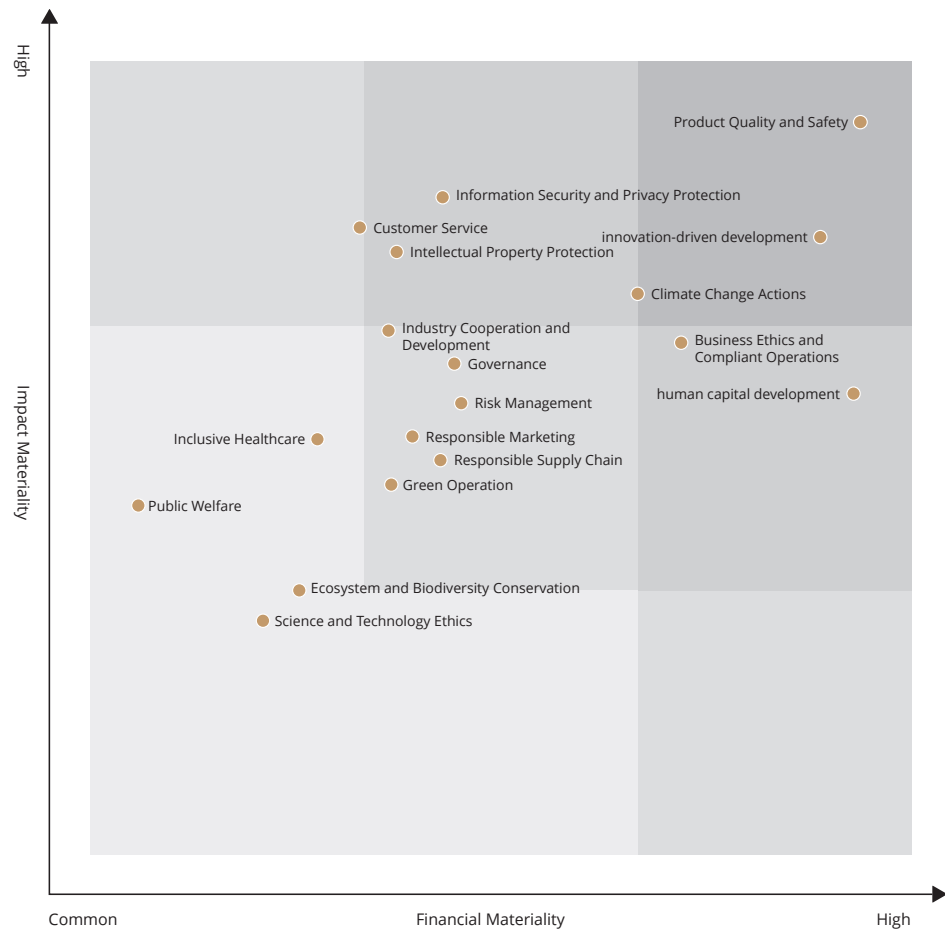 High
Product Quality and Safety
Information Security and Privacy Protection
Customer Service
innovation-driven development
Intellectual Property Protection
Climate Change Actions
Industry Cooperation and
Development
Business Ethics and
Compliant Operations
Governance
human capital development
Risk Management
Impact Materiality
Inclusive Healthcare
Responsible Marketing
Responsible Supply Chain
Green Operation
Public Welfare
Ecosystem and Biodiversity Conservation
Science and Technology Ethics
Common
Financial Materiality
High